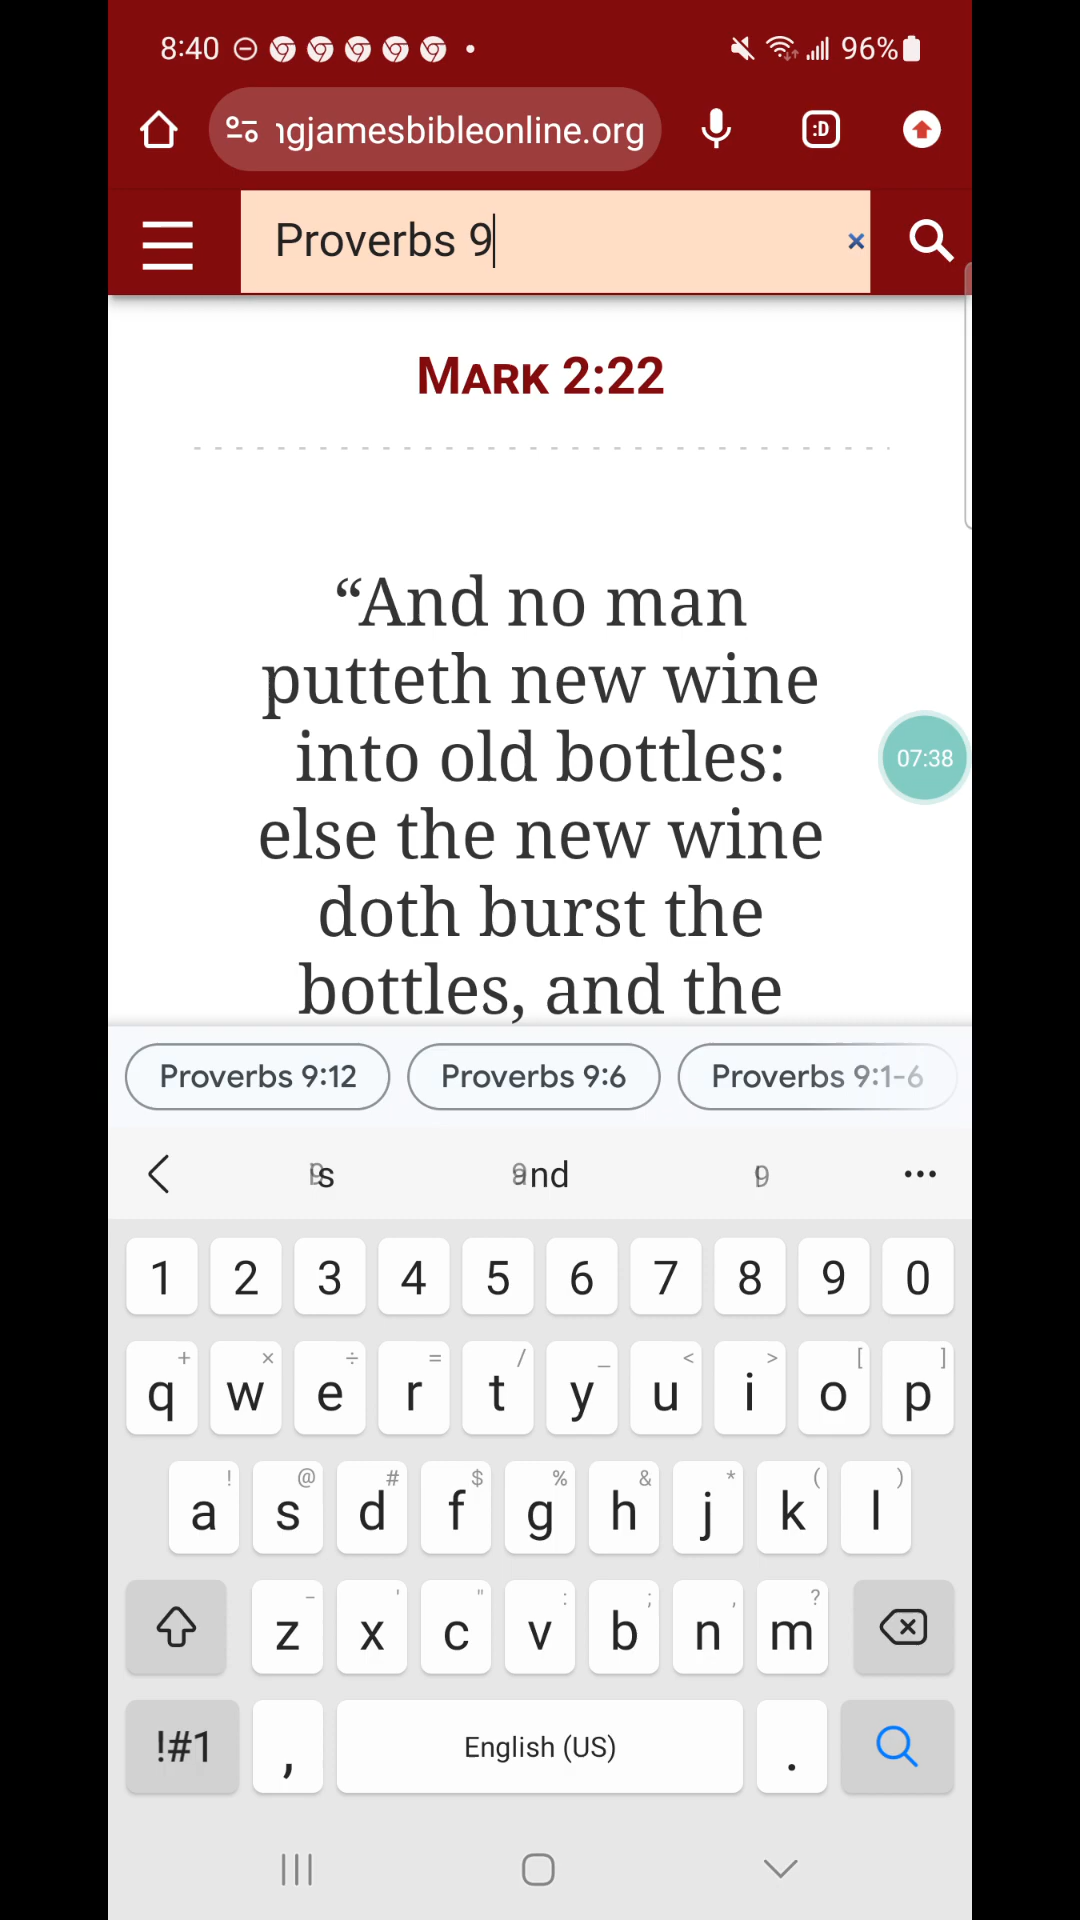 8:40 96%
ngjamesbibleonline.org :D
Proverbs 9 ×
MARK 2:22
“And no man
putteth new wine
into old bottles:
07:38
else the new wine
doth burst the
bottles, and the
Proverbs 9:12 Proverbs 9:6 Proverbs 9:1-6
is and 9 •••
1 2 3 4 5 6 7 8 9 0
+ × ÷ = / _ < > [ ]
q w e r t y u i o p
! @ # $ % & * ( )
a s d f g h j k l
- ' " : ; , ?
z x c v b n m
!#1 , English (US) .